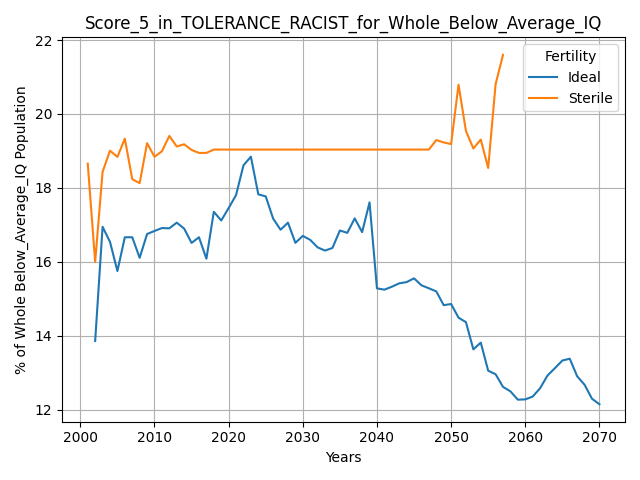 Score_5_in_TOLERANCE_RACIST_for_Whole_Below_Average_IQ
% of Whole Below_Average_IQ Population
22
20
18
16
14
12
Fertility
Ideal
Sterile
2000 2010 2020 2030 2040 2050 2060 2070
Years